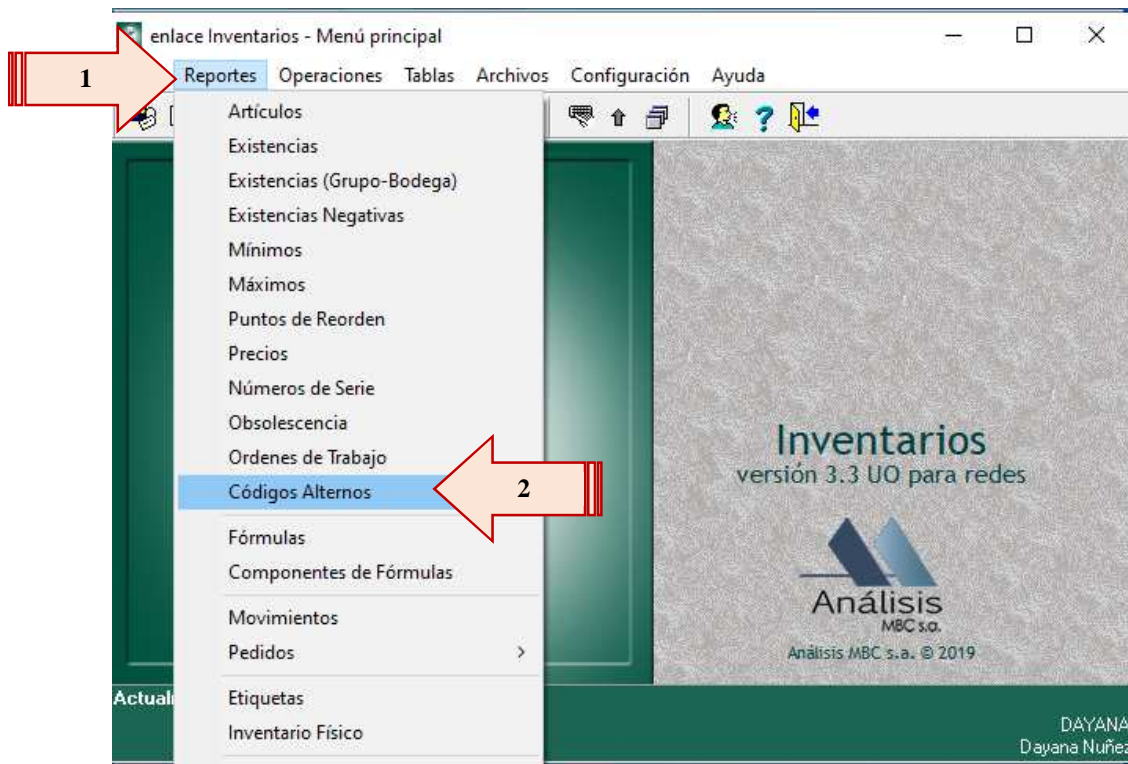 enlace Inventarios - Menú principal
1
Reportes Operaciones Tablas Archivos Configuración Ayuda
Artículos
Existencias
Existencias (Grupo-Bodega)
Existencias Negativas
Mínimos
Máximos
Puntos de Reorden
Precios
Números de Serie
Obsolescencia
Ordenes de Trabajo
Códigos Alternos
2
Fórmulas
Componentes de Fórmulas
Movimientos
Pedidos
Etiquetas
Inventario Físico
Inventarios
versión 3.3 UO para redes
Análisis
MBC s.a.
Análisis MBC s.a. © 2019
DAYANA
Dayana Nuñez